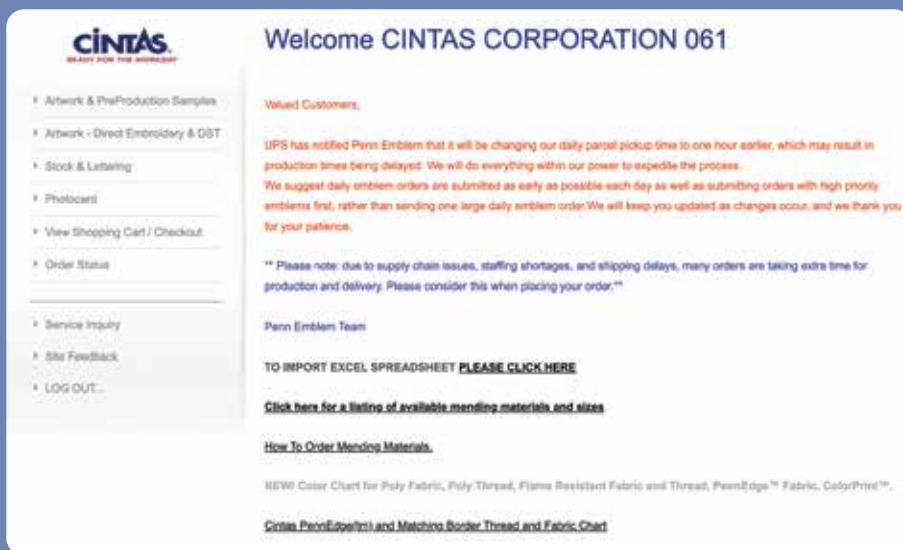 CINTAS
READY FOR THE WORKDAY
Welcome CINTAS CORPORATION 061
Artwork & PreProduction Samples
Artwork - Direct Embroidery & DST
Stock & Lettering
Photocard
View Shopping Cart / Checkout
Order Status
Service Inquiry
Site Feedback
LOG OUT...
Valued Customers,
UPS has notified Penn Emblem that it will be changing our daily parcel pickup time to one hour earlier, which may result in
production times being delayed. We will do everything within our power to expedite the process.
We suggest daily emblem orders are submitted as early as possible each day as well as submitting orders with high priority
emblems first, rather than sending one large daily emblem order.We will keep you updated as changes occur, and we thank you
for your patience.
** Please note: due to supply chain issues, staffing shortages, and shipping delays, many orders are taking extra time for
production and delivery. Please consider this when placing your order.**
Penn Emblem Team
TO IMPORT EXCEL SPREADSHEET PLEASE CLICK HERE
Click here for a listing of available mending materials and sizes
How To Order Mending Materials.
NEW! Color Chart for Poly Fabric, Poly Thread, Flame Resistant Fabric and Thread, PennEdge™ Fabric, ColorPrint™.
Cintas PennEdge(tm) and Matching Border Thread and Fabric Chart